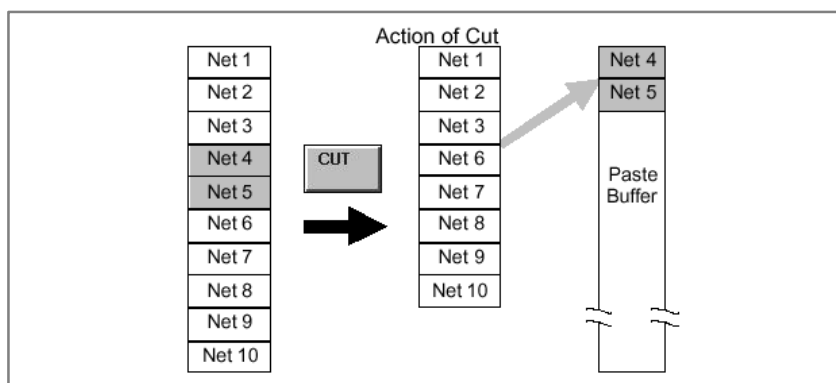 Action of Cut
Net 1
Net 2
Net 3
Net 4
Net 5
Net 6
Net 7
Net 8
Net 9
Net 10
CUT
Net 1
Net 2
Net 3
Net 6
Net 7
Net 8
Net 9
Net 10
Net 4
Net 5
Paste
Buffer